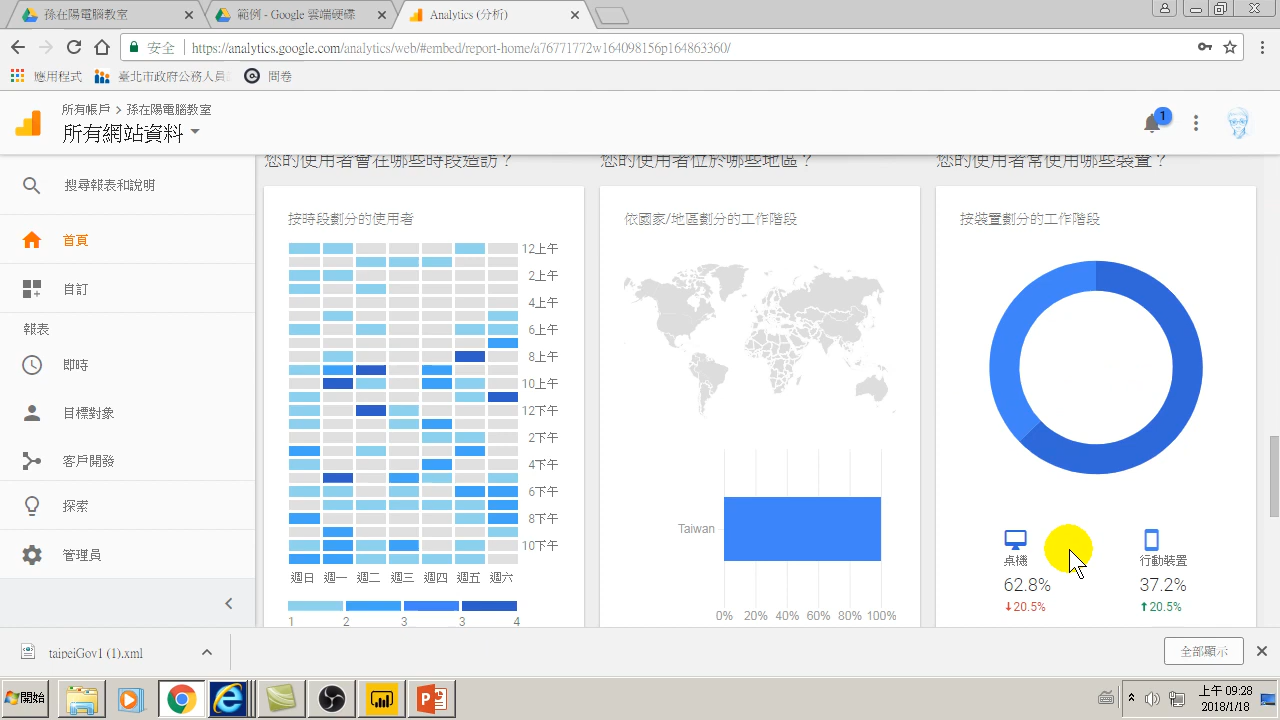 孫在陽電腦教室
範例 - Google 雲端硬碟
Analytics (分析)
安全
https://analytics.google.com/analytics/web/#embed/report-home/a76771772w164098156p164863360/
應用程式
臺北市政府公務人員
問卷
所有帳戶 > 孫在陽電腦教室
所有網站資料
1
您的使用者會在哪些時段造訪？
您的使用者位於哪些地區？
您的使用者常使用哪些裝置？
搜尋報表和說明
首頁
自訂
報表
即時
目標對象
客戶開發
探索
管理員
按時段劃分的使用者
12上午
2上午
4上午
6上午
8上午
10上午
12下午
2下午
4下午
6下午
8下午
10下午
週日 週一 週二 週三 週四 週五 週六
1 2 3 3 4
依國家/地區劃分的工作階段
Taiwan
0% 20% 40% 60% 80% 100%
按裝置劃分的工作階段
桌機
62.8%
↓20.5%
行動裝置
37.2%
↑20.5%
taipeiGov1 (1).xml
全部顯示
開始
上午 09:28
2018/1/18